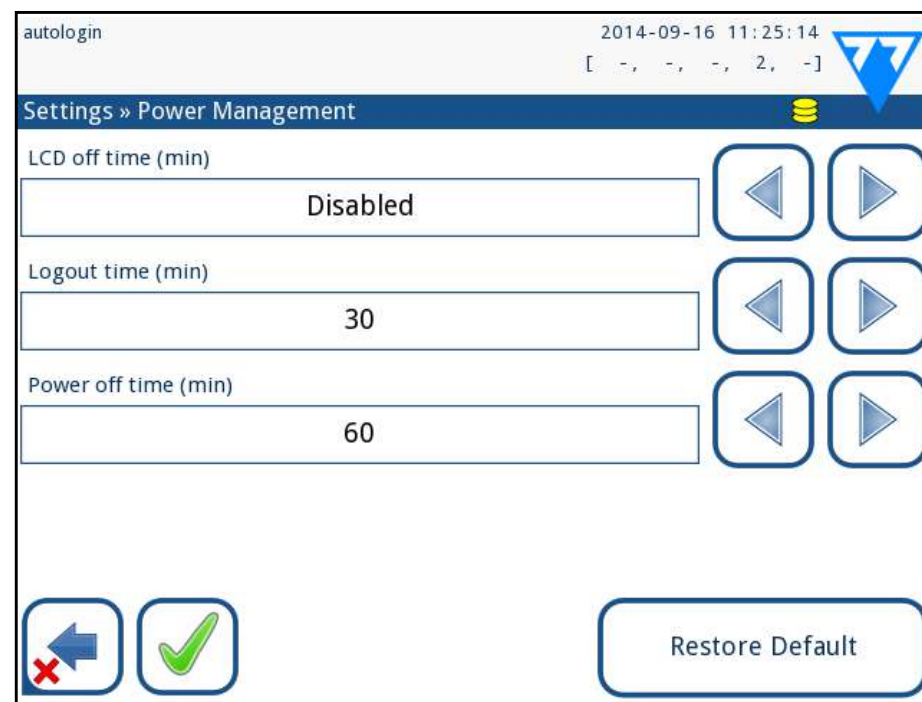 autologin
2014-09-16 11:25:14
[ -, -, -, 2, -]
Settings » Power Management
LCD off time (min)
Disabled
Logout time (min)
30
Power off time (min)
60
Restore Default